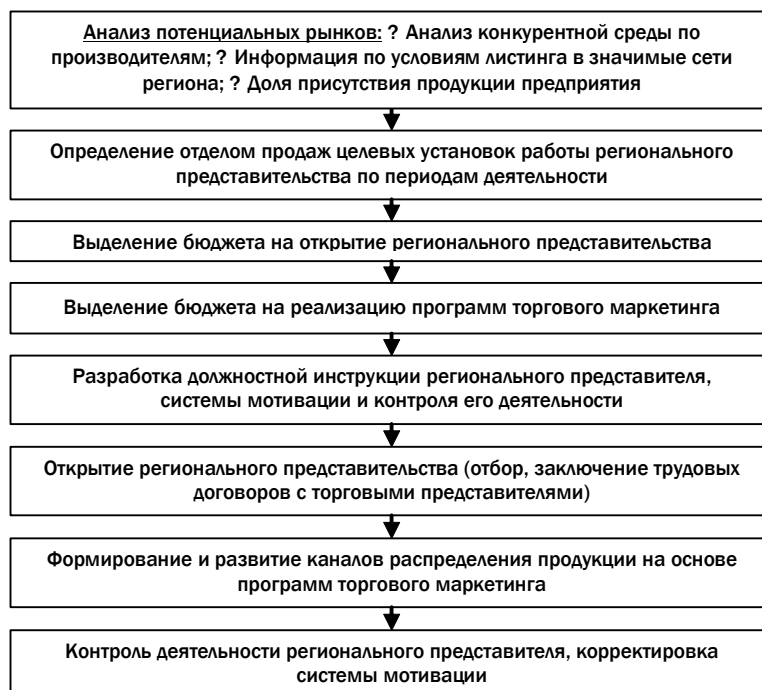 Анализ потенциальных рынков: ? Анализ конкурентной среды по
производителям; ? Информация по условиям листинга в значимые сети
региона; ? Доля присутствия продукции предприятия
Определение отделом продаж целевых установок работы регионального
представительства по периодам деятельности
Выделение бюджета на открытие регионального представительства
Выделение бюджета на реализацию программ торгового маркетинга
Разработка должностной инструкции регионального представителя,
системы мотивации и контроля его деятельности
Открытие регионального представительства (отбор, заключение трудовых
договоров с торговыми представителями)
Формирование и развитие каналов распределения продукции на основе
программ торгового маркетинга
Контроль деятельности регионального представителя, корректировка
системы мотивации